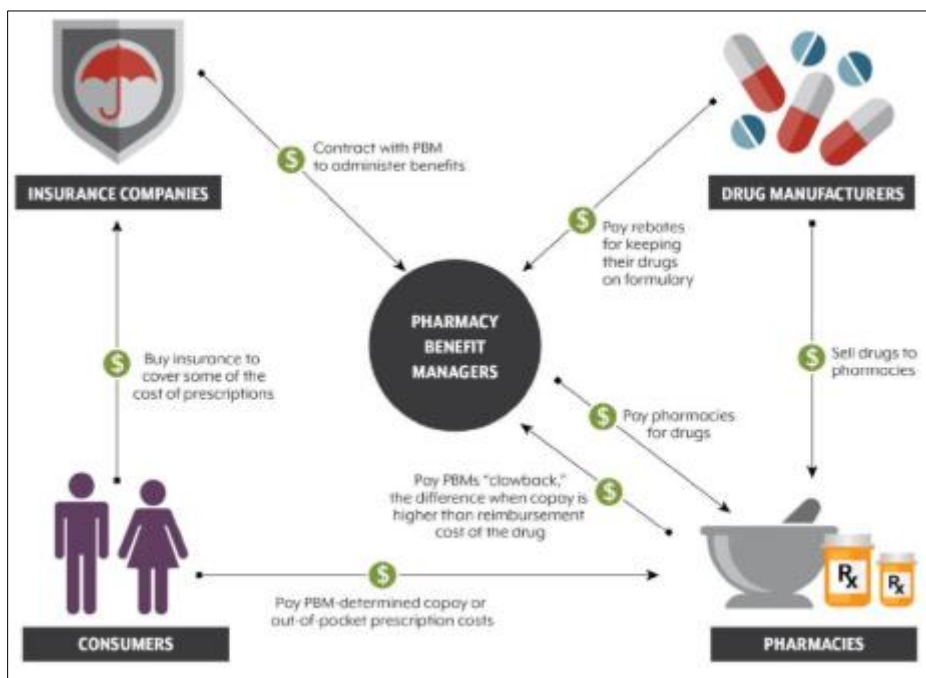 INSURANCE COMPANIES
DRUG MANUFACTURERS
$
Contract with PBM
to administer benefits
$
Pay rebates
for keeping
their drugs
on formulary
PHARMACY
BENEFIT
MANAGERS
$
Buy insurance to
cover some of the
cost of prescriptions
$
Sell drugs to
pharmacies
$
Pay pharmacies
for drugs
Pay PBMs "clawback,"
the difference when copay is
higher than reimbursement
cost of the drug
$
$
Pay PBM-determined copay or
out-of-pocket prescription costs
Rx
Rx
CONSUMERS
PHARMACIES